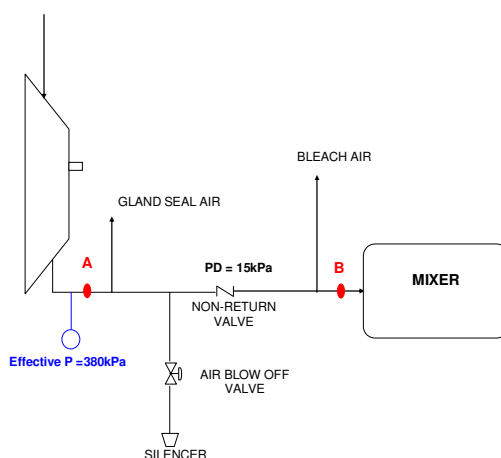 BLEACH AIR
GLAND SEAL AIR
A
PD = 15kPa
B
MIXER
NON-RETURN
VALVE
Effective P =380kPa
AIR BLOW OFF
VALVE
SILENCER